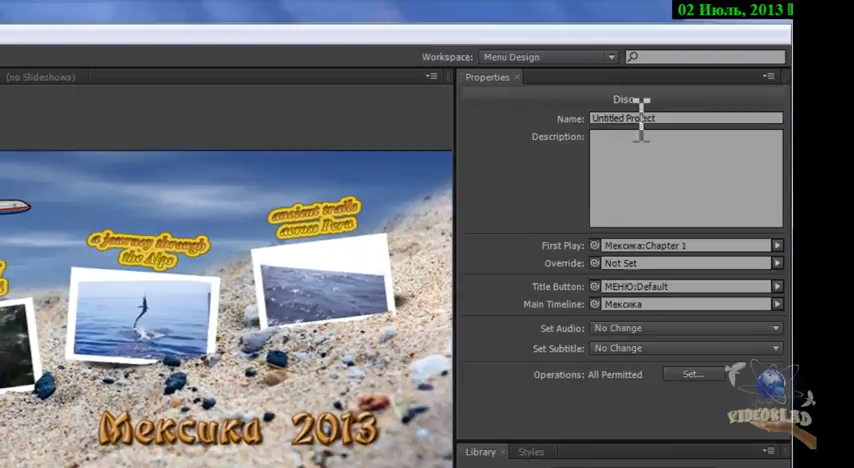 02 Июль, 2013
Workspace: Menu Design
(no Slideshows)
Properties ×
Disc
Name: Untitled Project
Description:
ancient trails
across Peru
a journey through
the Alps
First Play: Мексика:Chapter 1
Override: Not Set
Title Button: МЕНЮ:Default
Main Timeline: Мексика
Set Audio: No Change
Set Subtitle: No Change
Operations: All Permitted Set...
VIDEOKLAD
Мексика 2013
Library × Styles